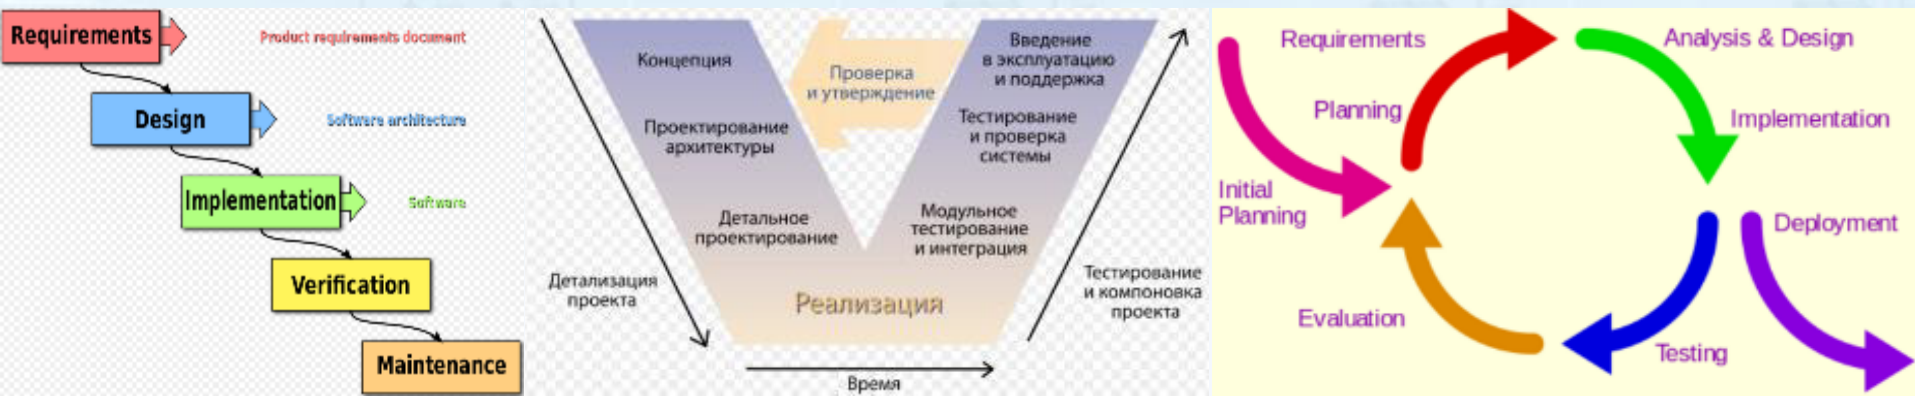 Requirements
Product requirements document
Design
Software architecture
Implementation
Software
Verification
Maintenance
Концепция
Проектирование
архитектуры
Детальное
проектирование
Проверка
и утверждение
Введение
в эксплуатацию
и поддержка
Тестирование
и проверка
системы
Модульное
тестирование
и интеграция
Реализация
Детализация
проекта
Тестирование
и компоновка
проекта
Время
Requirements
Planning
Initial
Planning
Analysis & Design
Implementation
Deployment
Testing
Evaluation